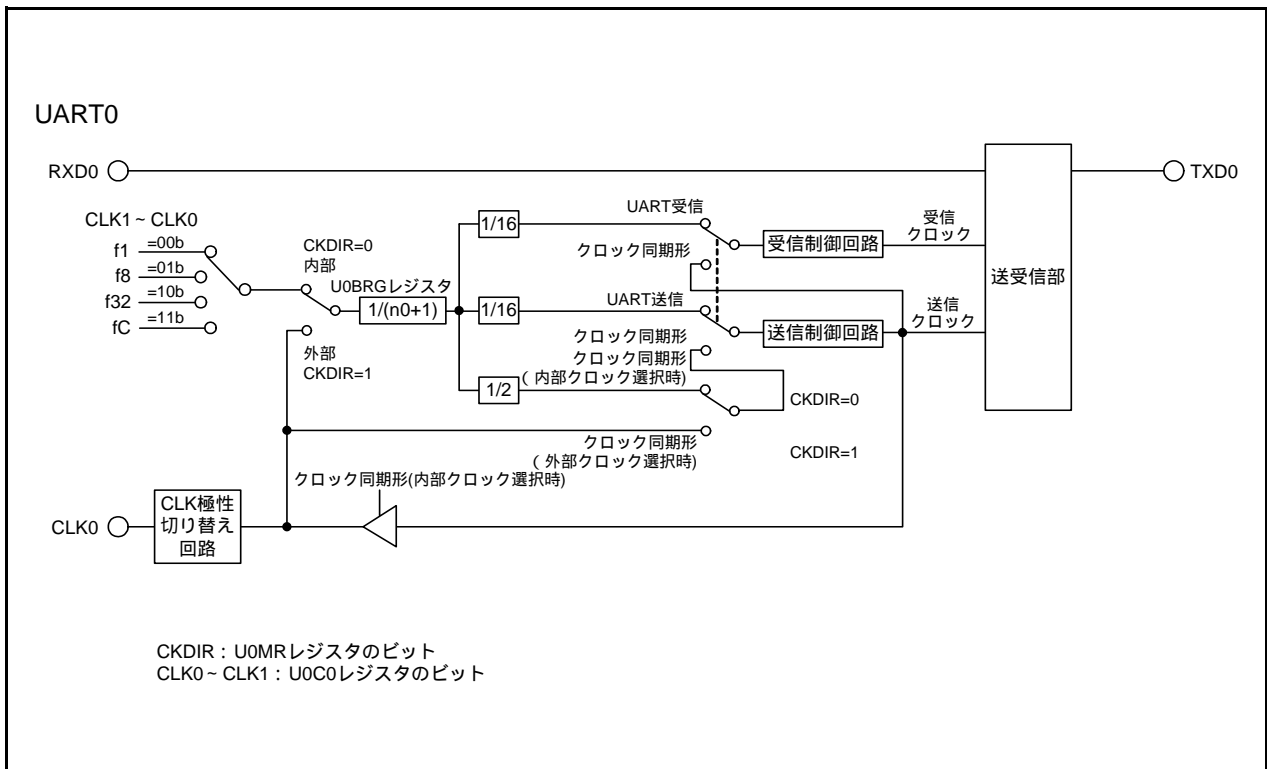 UART0
RXD0
TXD0
CLK1～CLK0
f1 =00b
f8 =01b
f32 =10b
fC =11b
CKDIR=0
内部
U0BRGレジスタ
1/(n0+1)
外部
CKDIR=1
1/16
UART受信
クロック同期形
受信制御回路
受信
クロック
1/16
UART送信
クロック同期形
送信制御回路
送信
クロック
送受信部
クロック同期形
(内部クロック選択時)
1/2
CKDIR=0
クロック同期形
(外部クロック選択時)
CKDIR=1
クロック同期形(内部クロック選択時)
CLK0
CLK極性
切り替え
回路
CKDIR：U0MRレジスタのビット
CLK0～CLK1：U0C0レジスタのビット